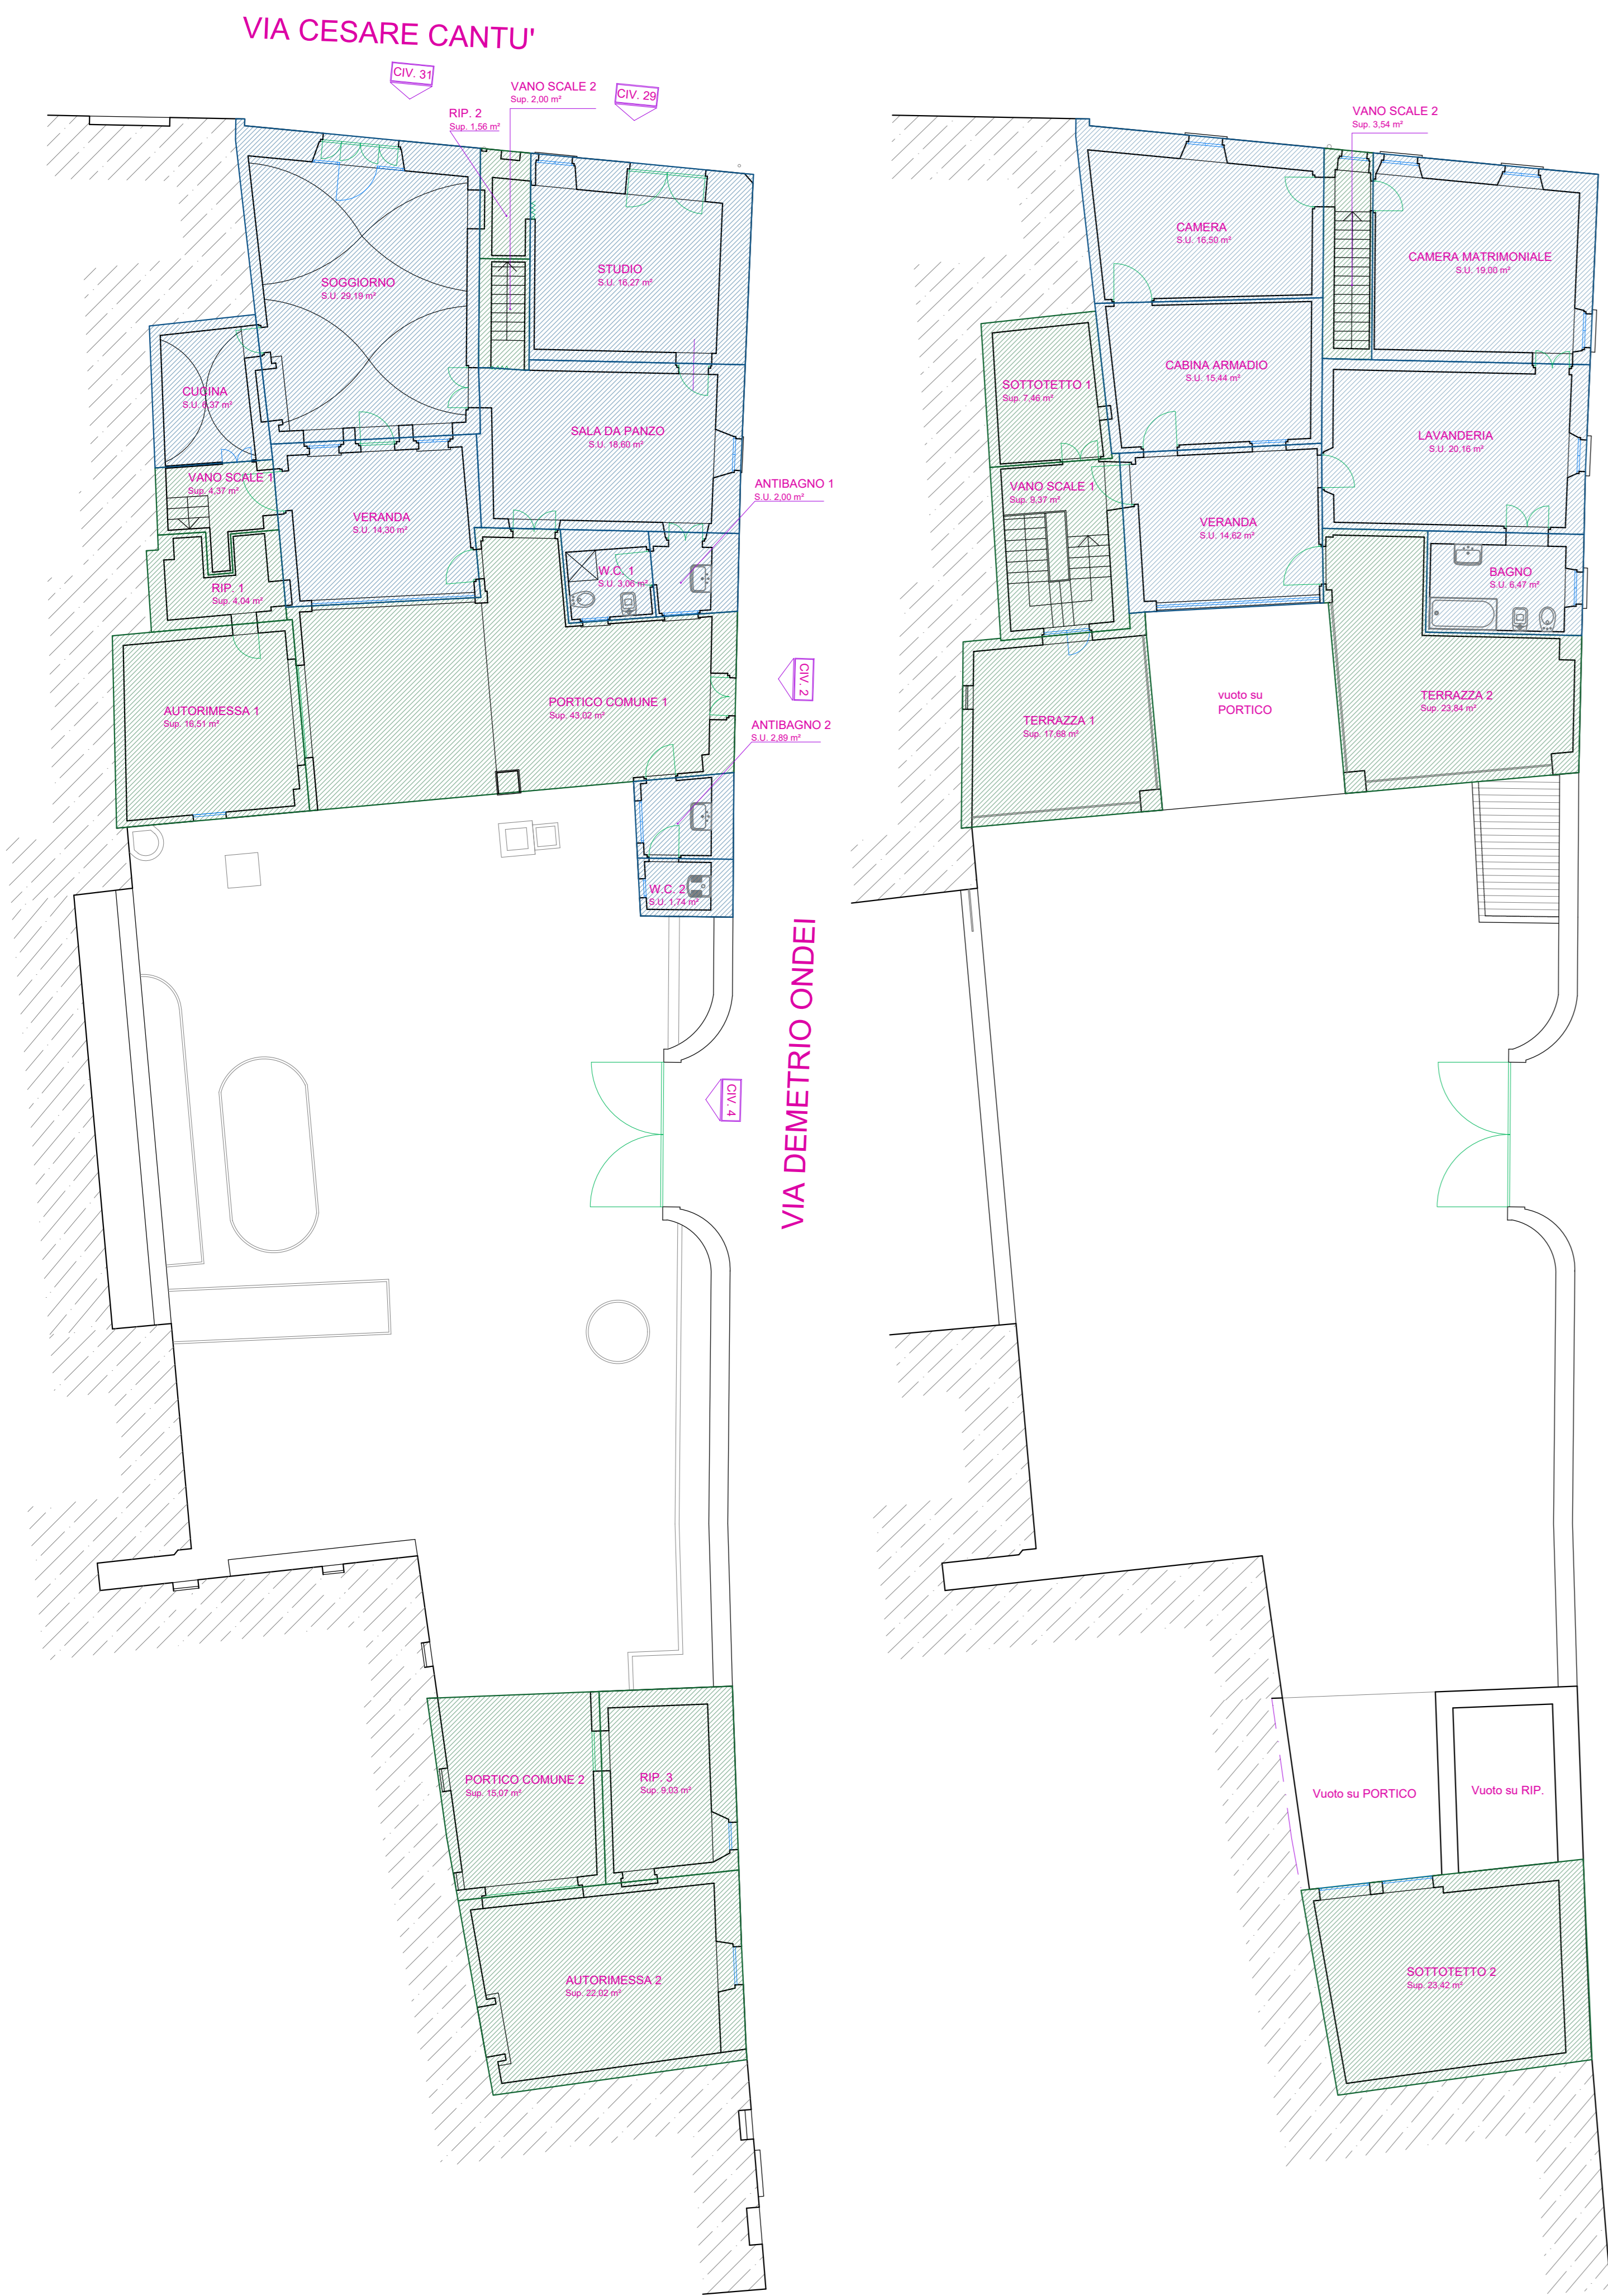 VIA CESARE CANTU'
CIV. 31
CIV. 29
VANO SCALE 2
Sup. 2,00 m²
RIP. 2
Sup. 1,56 m²
SOGGIORNO
S.U. 29,19 m²
STUDIO
S.U. 16,27 m²
CUCINA
S.U. 6,37 m²
SALA DA PANZO
S.U. 18,60 m²
VANO SCALE 1
Sup. 4,37 m²
VERANDA
S.U. 14,30 m²
ANTIBAGNO 1
S.U. 2,00 m²
W.C. 1
S.U. 3,06 m²
RIP. 1
Sup. 4,04 m²
AUTORIMESSA 1
Sup. 16,51 m²
PORTICO COMUNE 1
Sup. 43,02 m²
CIV. 2
ANTIBAGNO 2
S.U. 2,89 m²
W.C. 2
S.U. 1,74 m²
VIA DEMETRIO ONDEI
CIV. 4
PORTICO COMUNE 2
Sup. 15,07 m²
RIP. 3
Sup. 9,03 m²
AUTORIMESSA 2
Sup. 22,02 m²
VANO SCALE 2
Sup. 3,54 m²
CAMERA
S.U. 16,50 m²
CAMERA MATRIMONIALE
S.U. 19,00 m²
CABINA ARMADIO
S.U. 15,44 m²
SOTTOTETTO 1
Sup. 7,46 m²
LAVANDERIA
S.U. 20,16 m²
VANO SCALE 1
Sup. 9,37 m²
VERANDA
S.U. 14,62 m²
BAGNO
S.U. 6,47 m²
TERRAZZA 1
Sup. 17,68 m²
vuoto su
PORTICO
TERRAZZA 2
Sup. 23,84 m²
Vuoto su PORTICO
Vuoto su RIP.
SOTTOTETTO 2
Sup. 23,42 m²